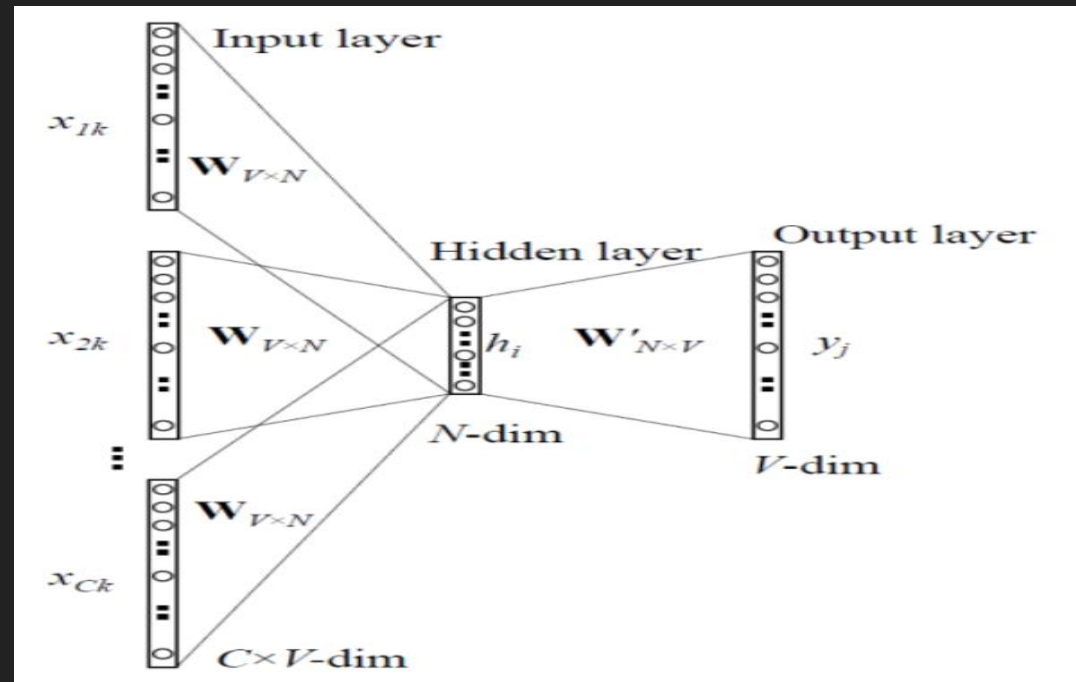 Input layer
x1k
WV×N
Hidden layer
Output layer
x2k
WV×N
hi
W'N×V
yj
N-dim
V-dim
WV×N
xCk
C×V-dim